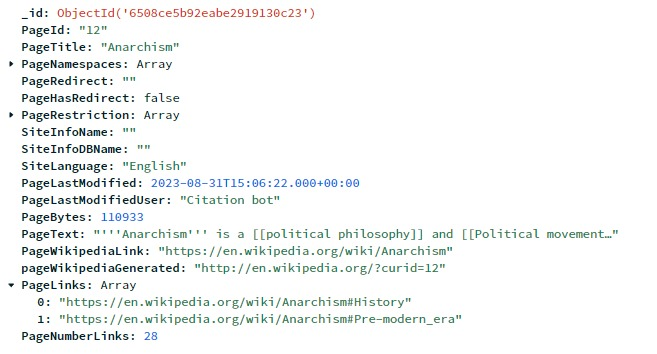 _id: ObjectId('6508ce5b92eabe2919130c23')
PageId: "12"
PageTitle: "Anarchism"
PageNamespaces: Array
PageRedirect: ""
PageHasRedirect: false
PageRestriction: Array
SiteInfoName: ""
SiteInfoDBName: ""
SiteLanguage: "English"
PageLastModified: 2023-08-31T15:06:22.000+00:00
PageLastModifiedUser: "Citation bot"
PageBytes: 110933
PageText: "'''Anarchism''' is a [[political philosophy]] and [[Political movement…"
PageWikipediaLink: "https://en.wikipedia.org/wiki/Anarchism"
pageWikipediaGenerated: "http://en.wikipedia.org/?curid=12"
PageLinks: Array
0: "https://en.wikipedia.org/wiki/Anarchism#History"
1: "https://en.wikipedia.org/wiki/Anarchism#Pre-modern_era"
PageNumberLinks: 28